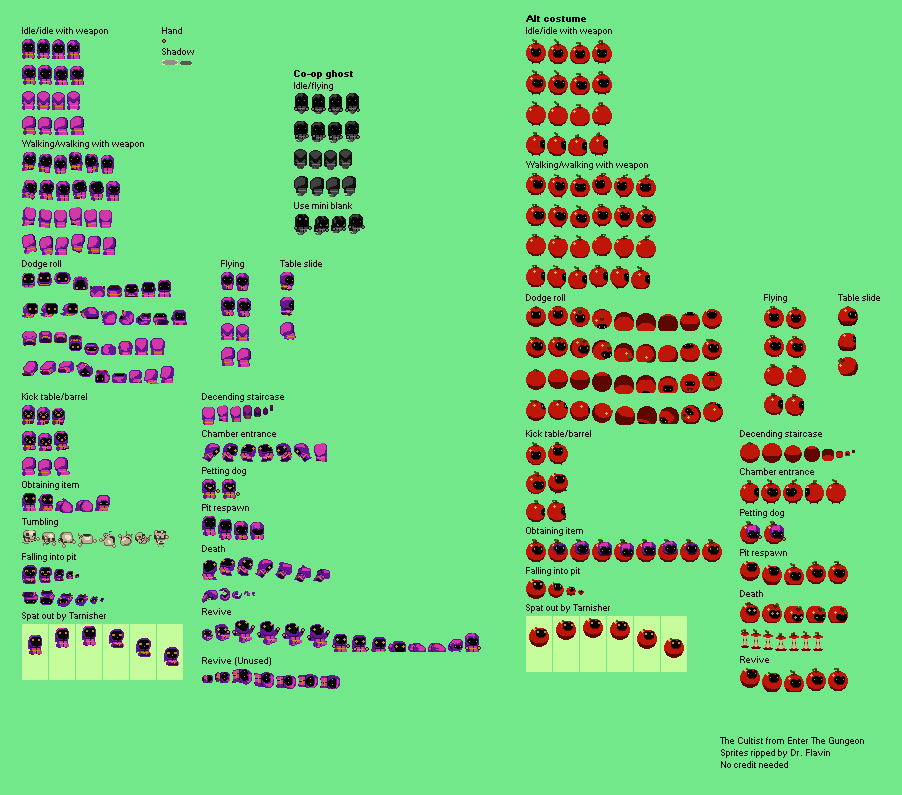 Idle/idle with weapon
Hand
Shadow
Co-op ghost
Idle/flying
Walking/walking with weapon
Use mini blank
Dodge roll
Flying
Table slide
Kick table/barrel
Decending staircase
Chamber entrance
Petting dog
Obtaining item
Pit respawn
Tumbling
Death
Falling into pit
Spat out by Tarnisher
Revive
Revive (Unused)
Alt costume
Idle/idle with weapon
Walking/walking with weapon
Dodge roll
Flying
Table slide
Kick table/barrel
Decending staircase
Chamber entrance
Petting dog
Obtaining item
Pit respawn
Falling into pit
Death
Spat out by Tarnisher
Revive
The Cultist from Enter The Gungeon
Sprites ripped by Dr. Flavin
No credit needed